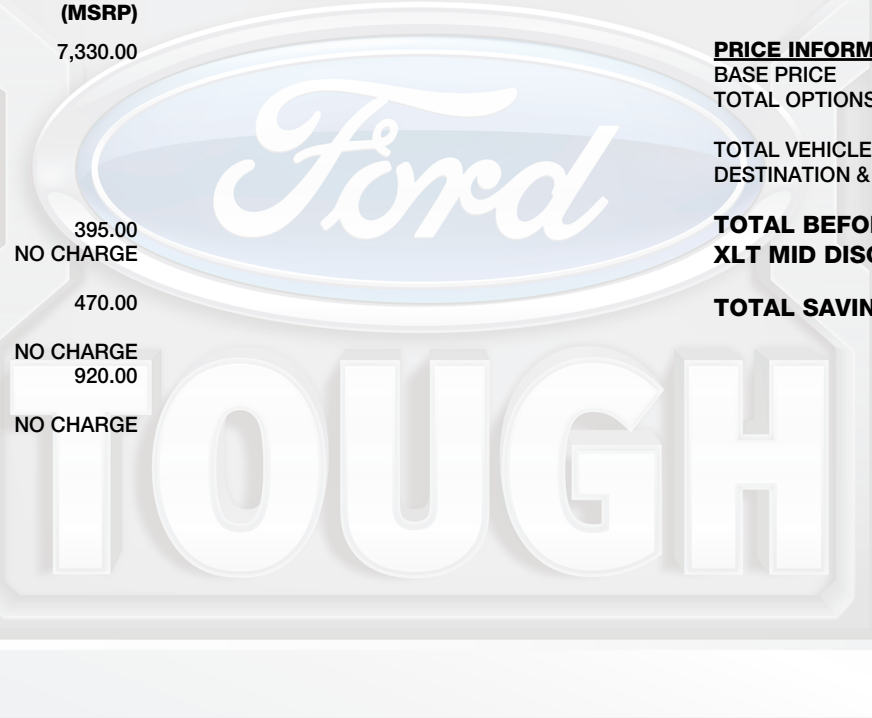 (MSRP)
7,330.00
395.00
NO CHARGE
470.00
NO CHARGE
920.00
NO CHARGE
PRICE INFORM
BASE PRICE
TOTAL OPTIONS
TOTAL VEHICLE
DESTINATION &
TOTAL BEFO
XLT MID DISC
TOTAL SAVIN
Ford
TOUGH